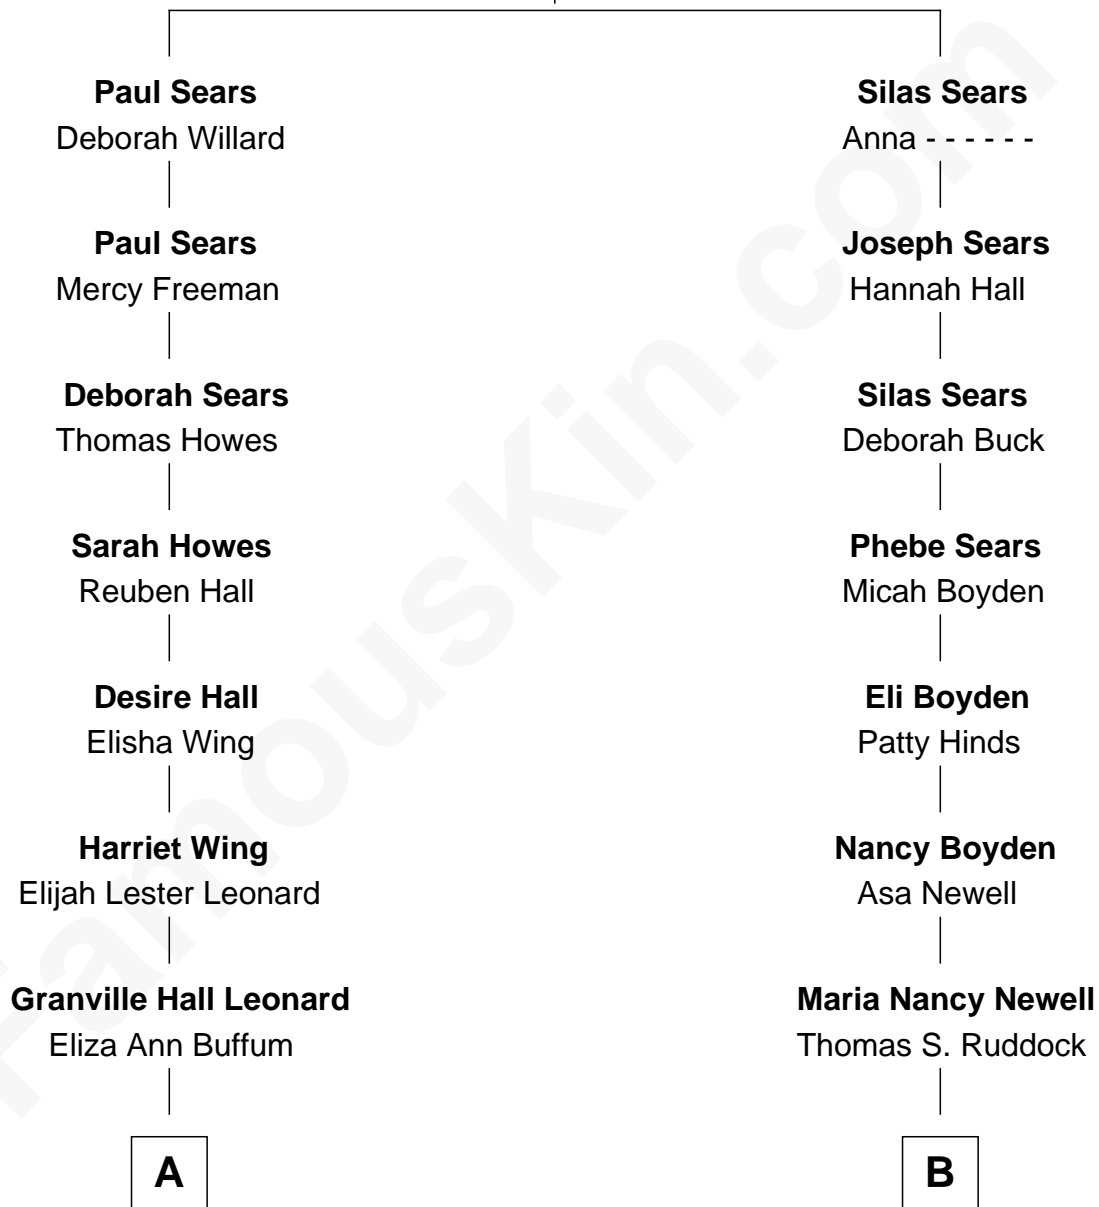 Paul Sears
Deborah Willard
Silas Sears
Anna - - - - - -
Paul Sears
Mercy Freeman
Joseph Sears
Hannah Hall
Deborah Sears
Thomas Howes
Silas Sears
Deborah Buck
Sarah Howes
Reuben Hall
Phebe Sears
Micah Boyden
Desire Hall
Elisha Wing
Eli Boyden
Patty Hinds
Harriet Wing
Elijah Lester Leonard
Nancy Boyden
Asa Newell
Granville Hall Leonard
Eliza Ann Buffum
Maria Nancy Newell
Thomas S. Ruddock
A
B
FamousKin.com